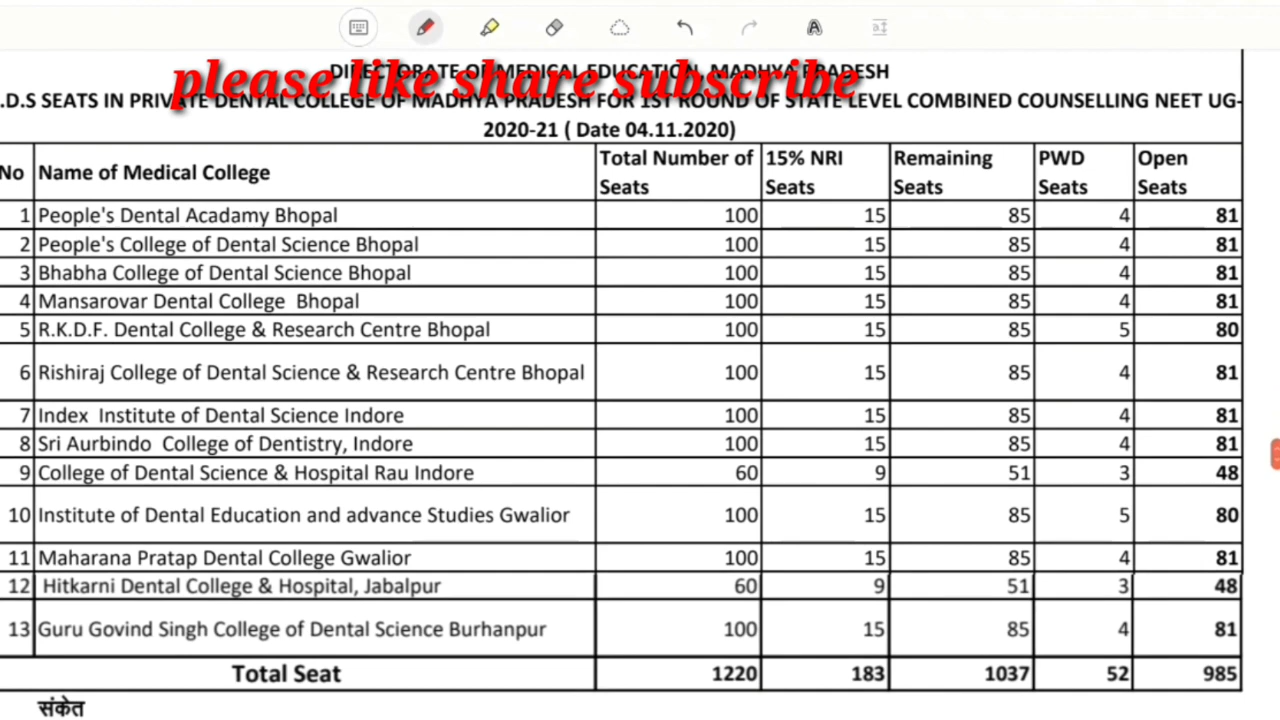 please like share subscribe
DIRECTORATE OF MEDICAL EDUCATION, MADHYA PRADESH
.D.S SEATS IN PRIVATE DENTAL COLLEGE OF MADHYA PRADESH FOR 1ST ROUND OF STATE LEVEL COMBINED COUNSELLING NEET UG-
2020-21 ( Date 04.11.2020)
No Name of Medical College Total Number of Seats 15% NRI Seats Remaining Seats PWD Seats Open Seats
1 People's Dental Acadamy Bhopal 100 15 85 4 81
2 People's College of Dental Science Bhopal 100 15 85 4 81
3 Bhabha College of Dental Science Bhopal 100 15 85 4 81
4 Mansarovar Dental College Bhopal 100 15 85 4 81
5 R.K.D.F. Dental College & Research Centre Bhopal 100 15 85 5 80
6 Rishiraj College of Dental Science & Research Centre Bhopal 100 15 85 4 81
7 Index Institute of Dental Science Indore 100 15 85 4 81
8 Sri Aurbindo College of Dentistry, Indore 100 15 85 4 81
9 College of Dental Science & Hospital Rau Indore 60 9 51 3 48
10 Institute of Dental Education and advance Studies Gwalior 100 15 85 5 80
11 Maharana Pratap Dental College Gwalior 100 15 85 4 81
12 Hitkarni Dental College & Hospital, Jabalpur 60 9 51 3 48
13 Guru Govind Singh College of Dental Science Burhanpur 100 15 85 4 81
Total Seat 1220 183 1037 52 985
संकेत